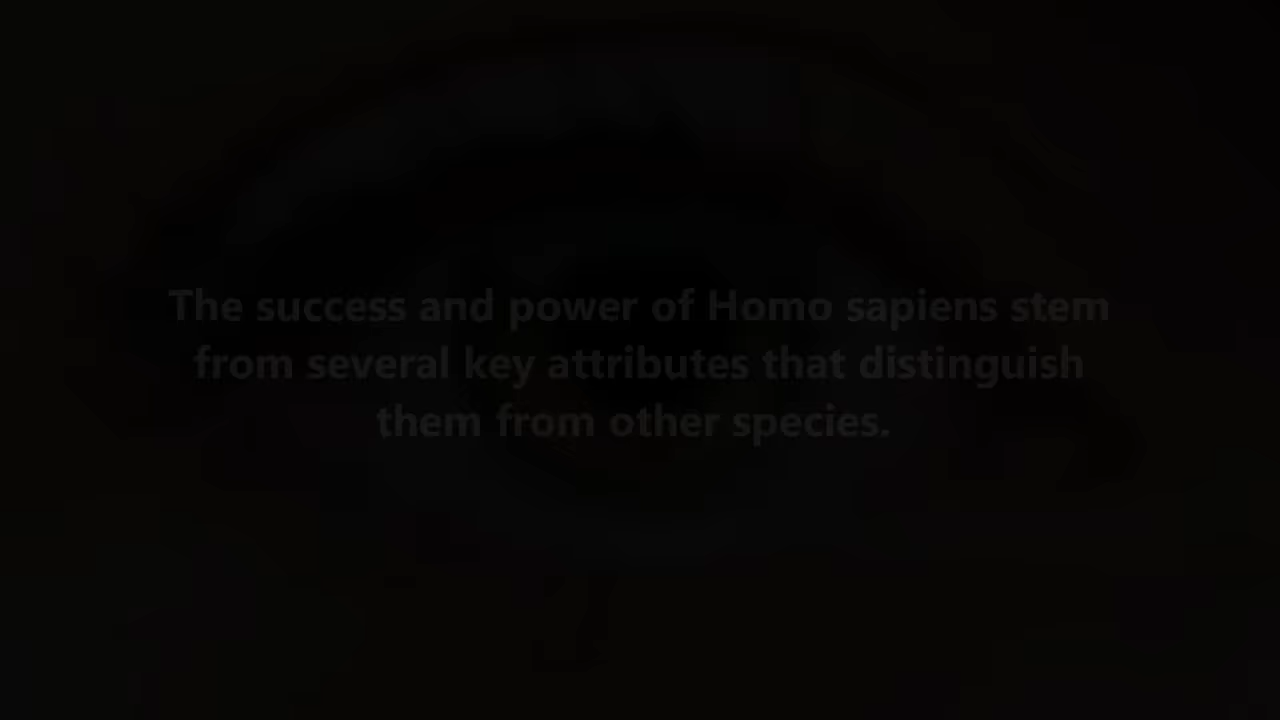 The success and power of Homo sapiens stem
from several key attributes that distinguish
them from other species.